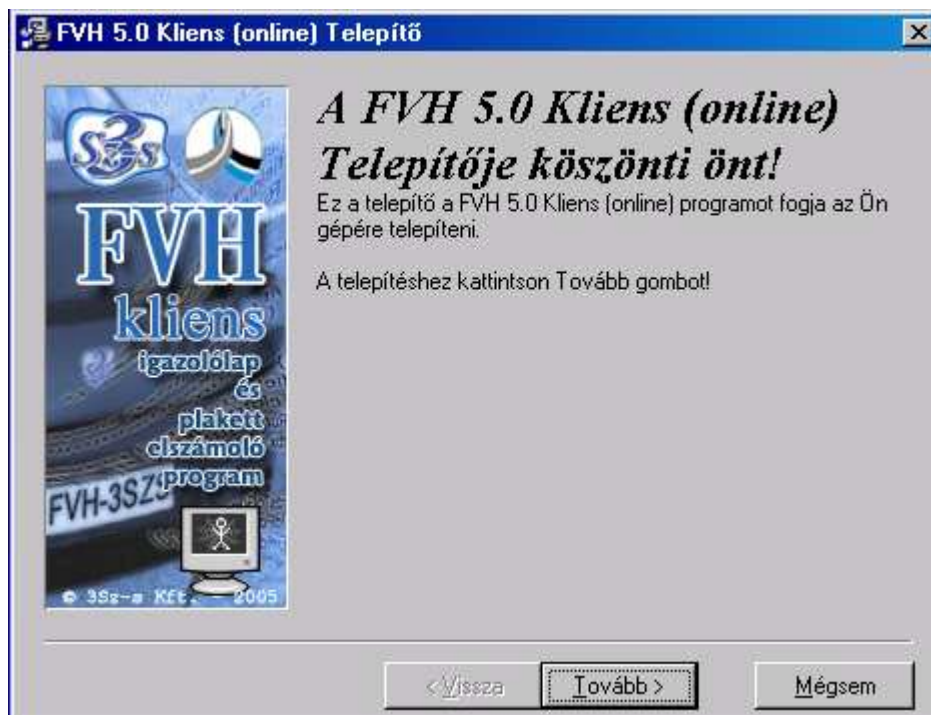 FVH 5.0 Kliens (online) Telepítő
3
Sz-s
FVH
kliens
igazolólap
és
plakett
elszámoló
program
FVH-3SZS
© 3Sz-s Kft. - 2005
A FVH 5.0 Kliens (online)
Telepítője köszönti önt!
Ez a telepítő a FVH 5.0 Kliens (online) programot fogja az Ön
gépére telepíteni.
A telepítéshez kattintson Tovább gombot!
< Vissza
Tovább >
Mégsem